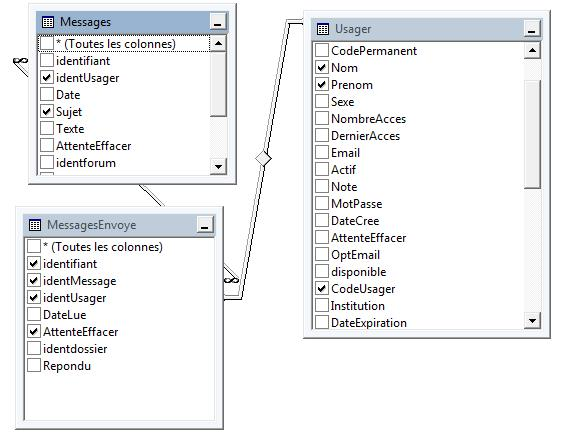 Messages
* (Toutes les colonnes)
identifiant
identUsager
Date
Sujet
Texte
AttenteEffacer
identforum
MessagesEnvoye
* (Toutes les colonnes)
identifiant
identMessage
identUsager
DateLue
AttenteEffacer
identdossier
Repondu
Usager
CodePermanent
Nom
Prenom
Sexe
NombreAcces
DernierAcces
Email
Actif
Note
MotPasse
DateCree
AttenteEffacer
OptEmail
disponible
CodeUsager
Institution
DateExpiration